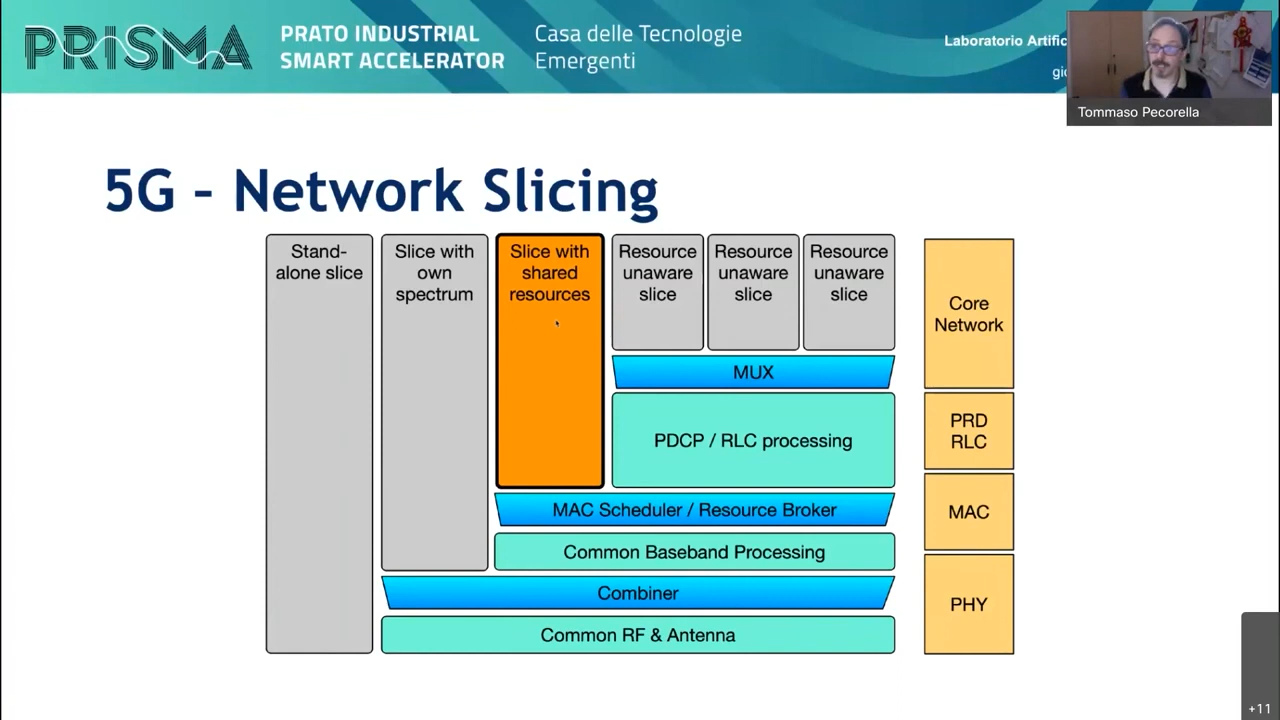 PRISMA
PRATO INDUSTRIAL
SMART ACCELERATOR
Casa delle Tecnologie
Emergenti
Laboratorio
Tommaso Pecorella
5G - Network Slicing
Stand-
alone slice
Slice with
own
spectrum
Slice with
shared
resources
Resource
unaware
slice
Resource
unaware
slice
Resource
unaware
slice
MUX
PDCP / RLC processing
MAC Scheduler / Resource Broker
Common Baseband Processing
Combiner
Common RF & Antenna
Core
Network
PRD
RLC
MAC
PHY
+11